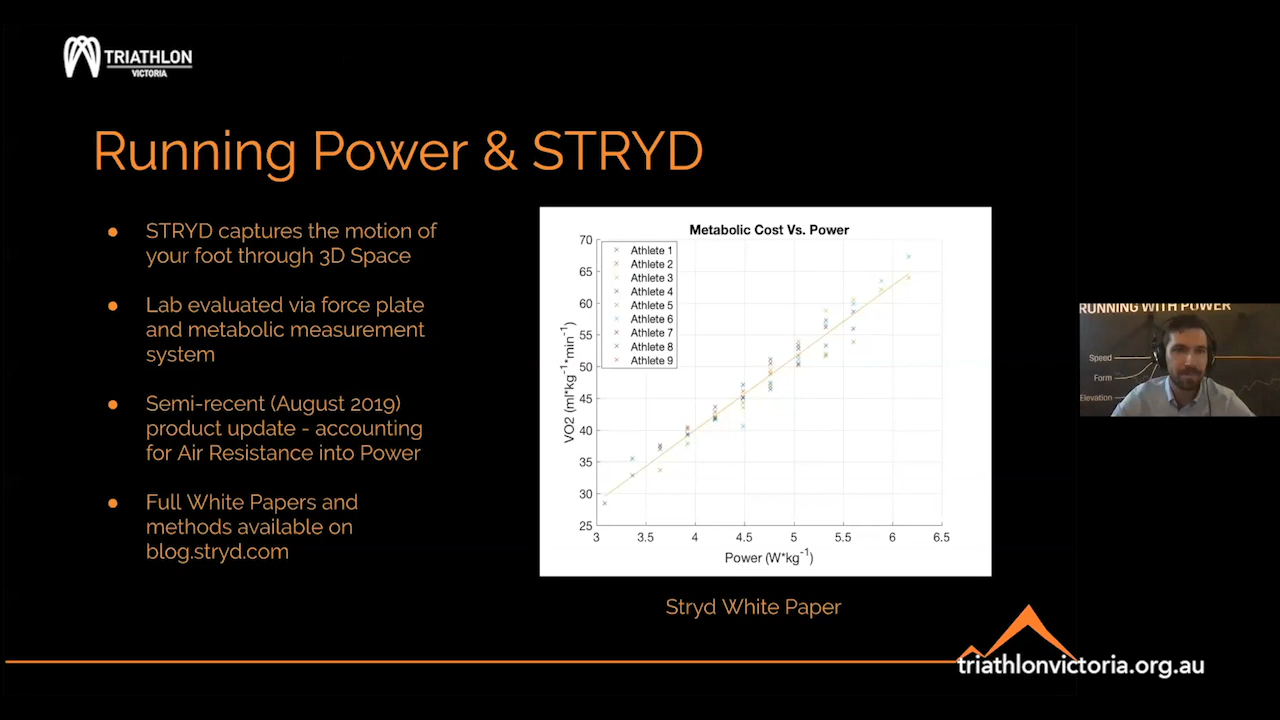 TRIATHLON
VICTORIA
Running Power & STRYD
● STRYD captures the motion of
your foot through 3D Space
● Lab evaluated via force plate
and metabolic measurement
system
● Semi-recent (August 2019)
product update - accounting
for Air Resistance into Power
● Full White Papers and
methods available on
blog.stryd.com
Metabolic Cost Vs. Power
Athlete 1
Athlete 2
Athlete 3
Athlete 4
Athlete 5
Athlete 6
Athlete 7
Athlete 8
Athlete 9
70
65
60
55
50
45
40
35
30
25
VO2 (ml*kg⁻¹*min⁻¹)
3 3.5 4 4.5 5 5.5 6 6.5
Power (W*kg⁻¹)
Stryd White Paper
RUNNING WITH POWER
Speed
Form
Elevation
triathlonvictoria.org.au